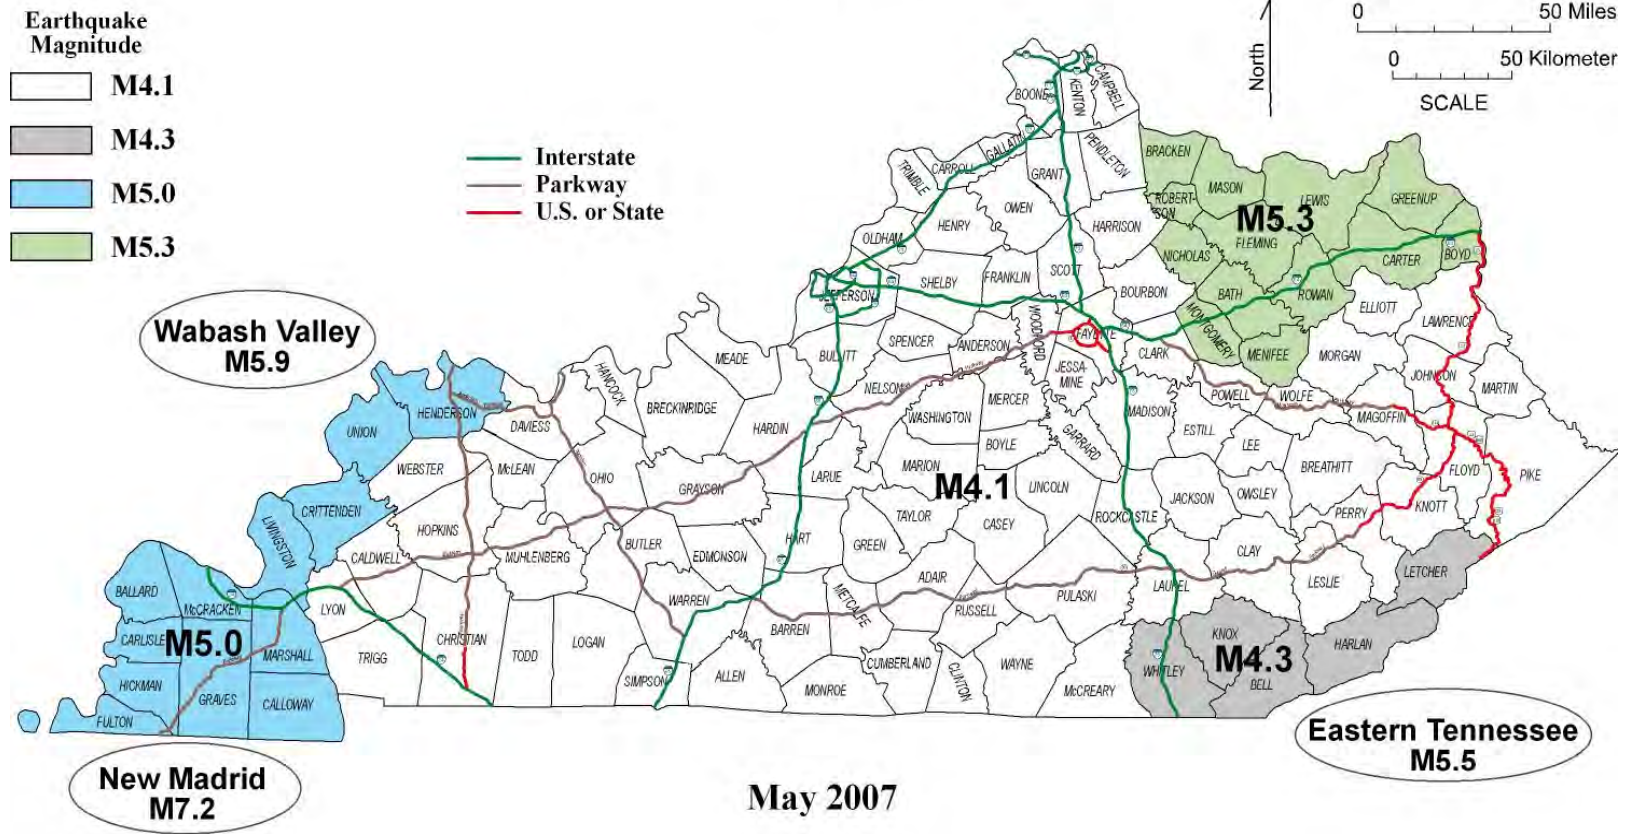 Earthquake
Magnitude
M4.1
M4.3
M5.0
M5.3
Interstate
Parkway
U.S. or State
North
0 50 Miles
0 50 Kilometer
SCALE
BOONE
KENTON
CAMPBELL
GALLATIN
PENDLETON
GRANT
CARROLL
TRIMBLE
OWEN
HENRY
OLDHAM
HARRISON
BRACKEN
ROBERT-
SON
MASON
LEWIS
GREENUP
M5.3
FLEMING
NICHOLAS
CARTER
BOYD
BATH
ROWAN
MONTGOMERY
MENIFEE
JEFFERSON
SHELBY
FRANKLIN
SCOTT
BOURBON
ELLIOTT
LAWRENCE
WOODFORD
FAYETTE
CLARK
MORGAN
Wabash Valley
M5.9
MEADE
BULLITT
SPENCER
ANDERSON
JESSA-
MINE
JOHNSON
MARTIN
HANCOCK
BRECKINRIDGE
NELSON
MERCER
WASHINGTON
MADISON
POWELL
WOLFE
MAGOFFIN
HENDERSON
UNION
DAVIESS
HARDIN
BOYLE
GARRARD
ESTILL
LEE
WEBSTER
McLEAN
OHIO
GRAYSON
LARUE
MARION
M4.1
LINCOLN
JACKSON
OWSLEY
BREATHITT
FLOYD
PIKE
KNOTT
PERRY
CRITTENDEN
LIVINGSTON
HOPKINS
CALDWELL
MUHLENBERG
BUTLER
EDMONSON
HART
GREEN
TAYLOR
CASEY
ROCKCASTLE
CLAY
LESLIE
LETCHER
BALLARD
McCRACKEN
LYON
WARREN
BARREN
METCALFE
ADAIR
RUSSELL
PULASKI
LAUREL
CARLISLE
M5.0
MARSHALL
TRIGG
CHRISTIAN
TODD
LOGAN
SIMPSON
ALLEN
MONROE
CUMBERLAND
CLINTON
WAYNE
McCREARY
WHITLEY
KNOX
M4.3
BELL
HARLAN
HICKMAN
GRAVES
CALLOWAY
FULTON
New Madrid
M7.2
Eastern Tennessee
M5.5
May 2007